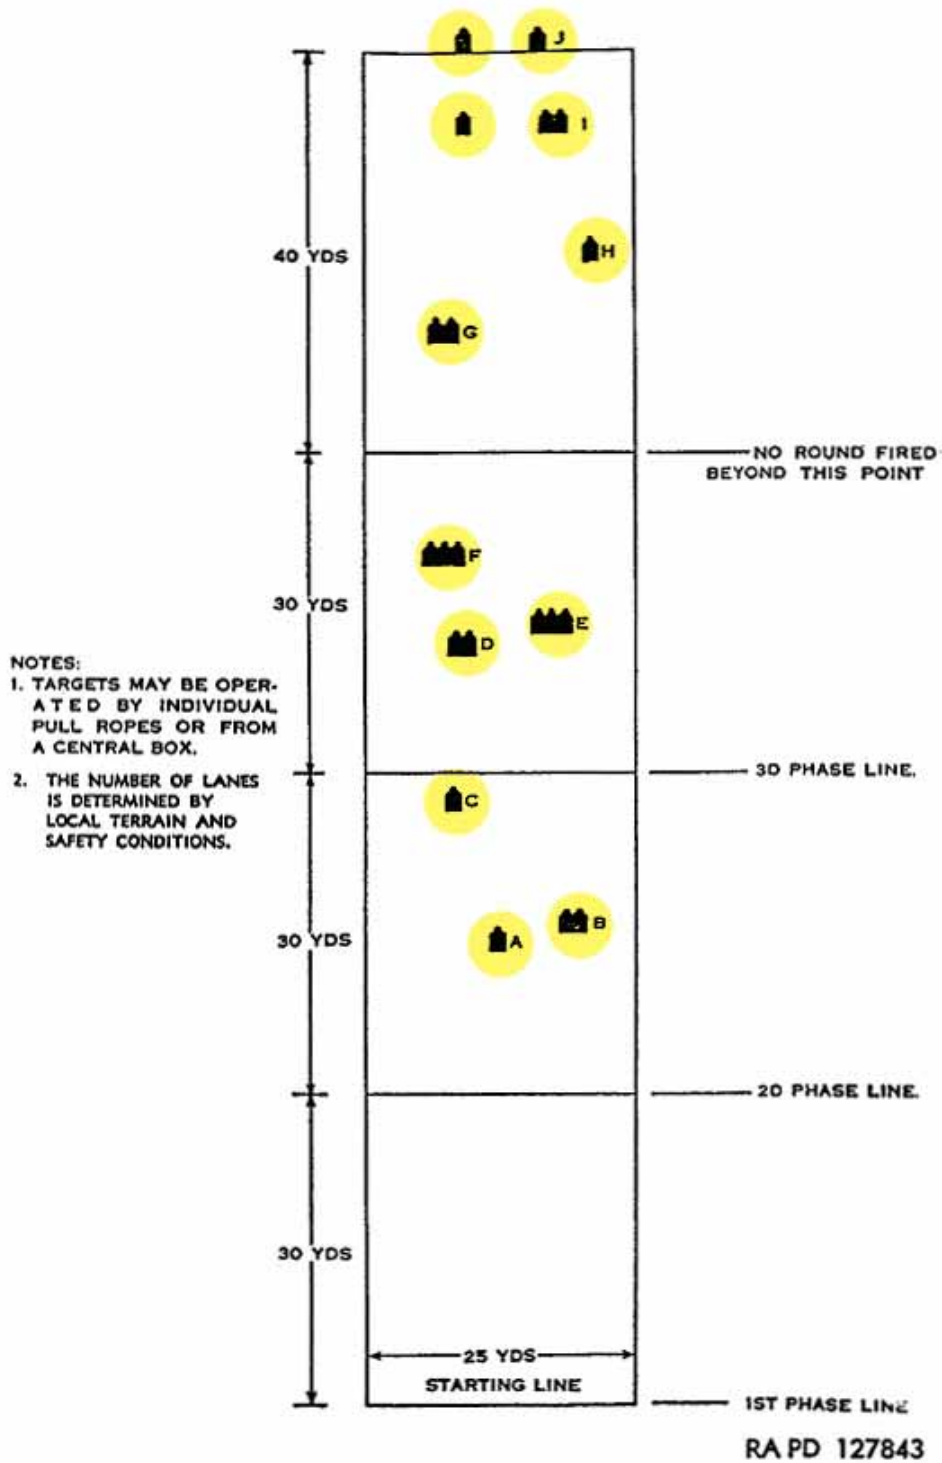 J
I
40 YDS
H
G
NO ROUND FIRED
BEYOND THIS POINT
F
30 YDS
E
D
NOTES:
1. TARGETS MAY BE OPER-
ATED BY INDIVIDUAL
PULL ROPES OR FROM
A CENTRAL BOX.
3D PHASE LINE.
2. THE NUMBER OF LANES
IS DETERMINED BY
LOCAL TERRAIN AND
SAFETY CONDITIONS.
C
B
30 YDS
A
2D PHASE LINE.
30 YDS
25 YDS
STARTING LINE
1ST PHASE LINE
RA PD 127843